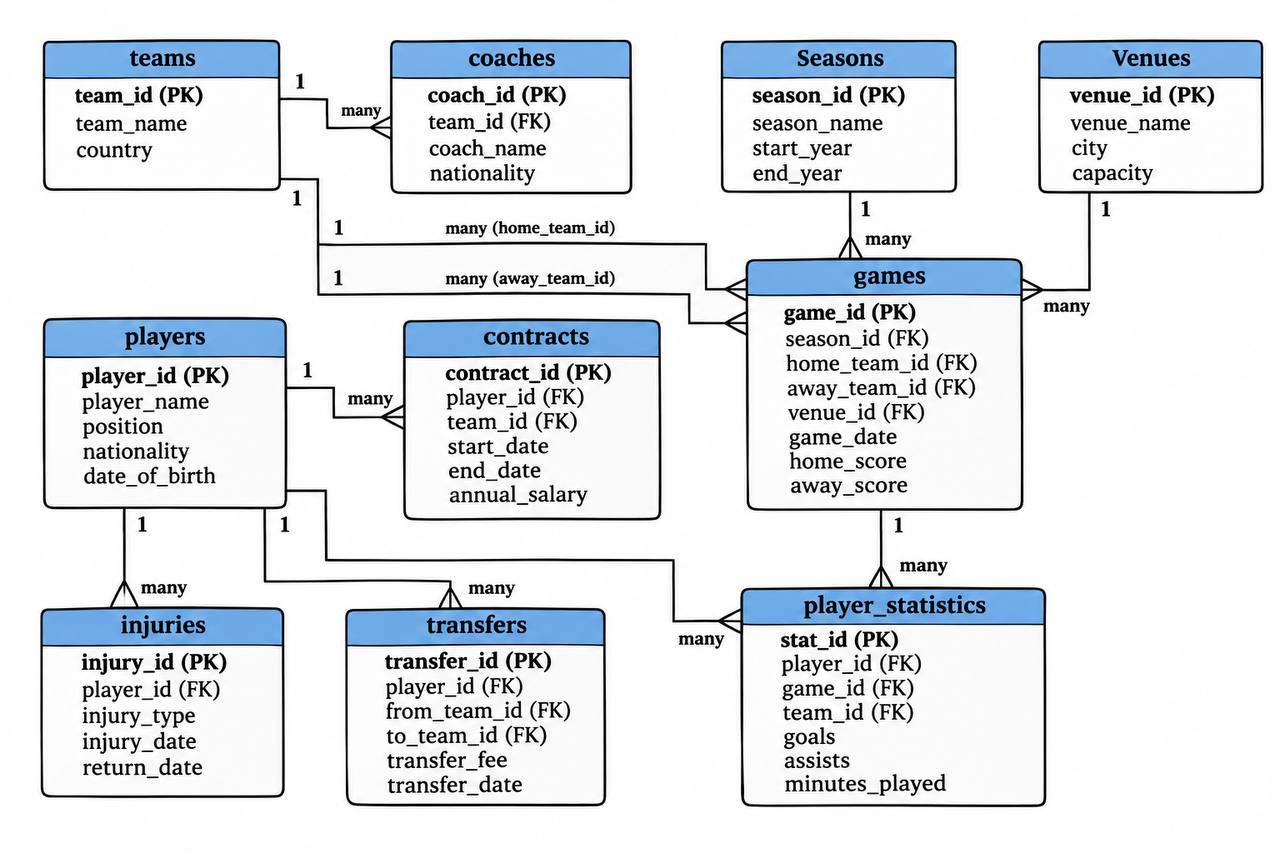 teams
team_id (PK)
team_name
country
1
many
coaches
coach_id (PK)
team_id (FK)
coach_name
nationality
Seasons
season_id (PK)
season_name
start_year
end_year
Venues
venue_id (PK)
venue_name
city
capacity
1
1
many (home_team_id)
1
many (away_team_id)
1
many
1
many
games
game_id (PK)
season_id (FK)
home_team_id (FK)
away_team_id (FK)
venue_id (FK)
game_date
home_score
away_score
players
player_id (PK)
player_name
position
nationality
date_of_birth
1
many
contracts
contract_id (PK)
player_id (FK)
team_id (FK)
start_date
end_date
annual_salary
1
many
1
many
many
1
many
injuries
injury_id (PK)
player_id (FK)
injury_type
injury_date
return_date
transfers
transfer_id (PK)
player_id (FK)
from_team_id (FK)
to_team_id (FK)
transfer_fee
transfer_date
player_statistics
stat_id (PK)
player_id (FK)
game_id (FK)
team_id (FK)
goals
assists
minutes_played